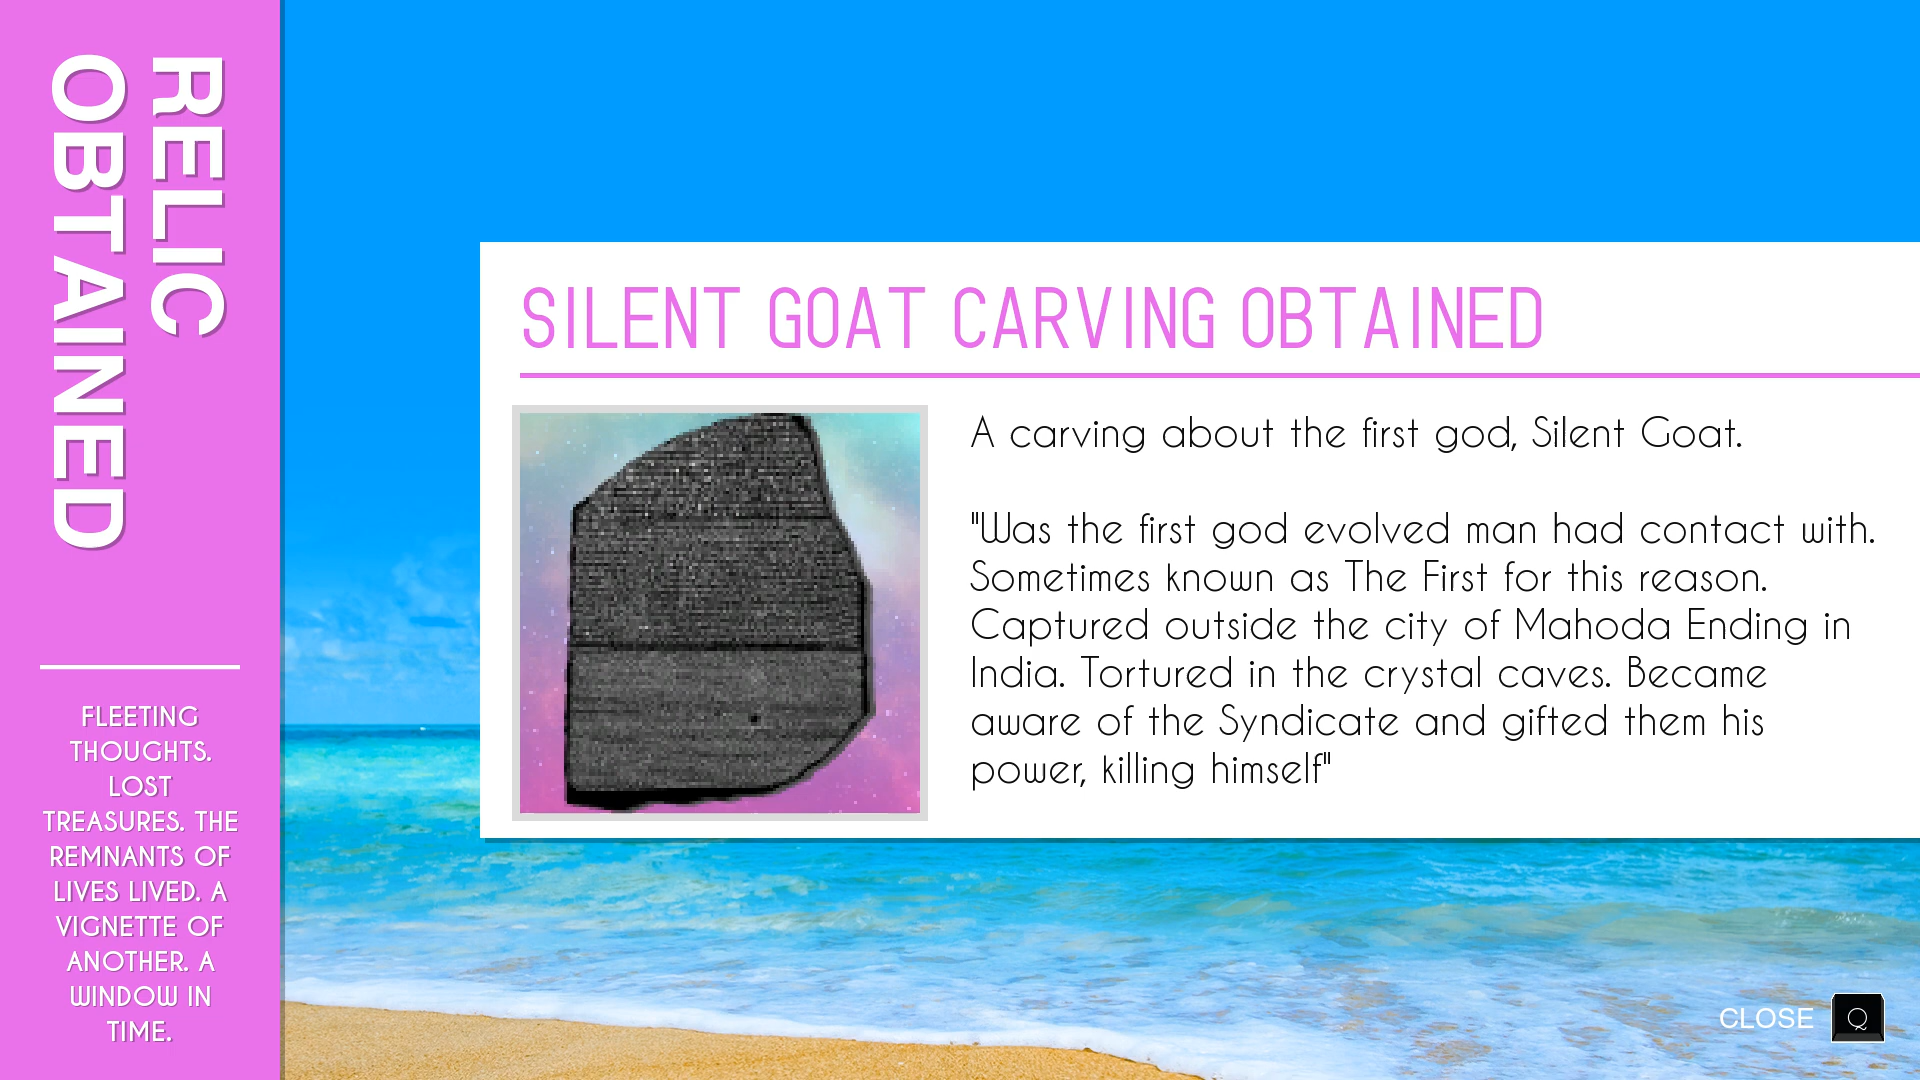 RELIC
OBTAINED
FLEETING
THOUGHTS.
LOST
TREASURES. THE
REMNANTS OF
LIVES LIVED. A
VIGNETTE OF
ANOTHER. A
WINDOW IN
TIME.
SILENT GOAT CARVING OBTAINED
A carving about the first god, Silent Goat.
"Was the first god evolved man had contact with.
Sometimes known as The First for this reason.
Captured outside the city of Mahoda Ending in
India. Tortured in the crystal caves. Became
aware of the Syndicate and gifted them his
power, killing himself"
CLOSE Q